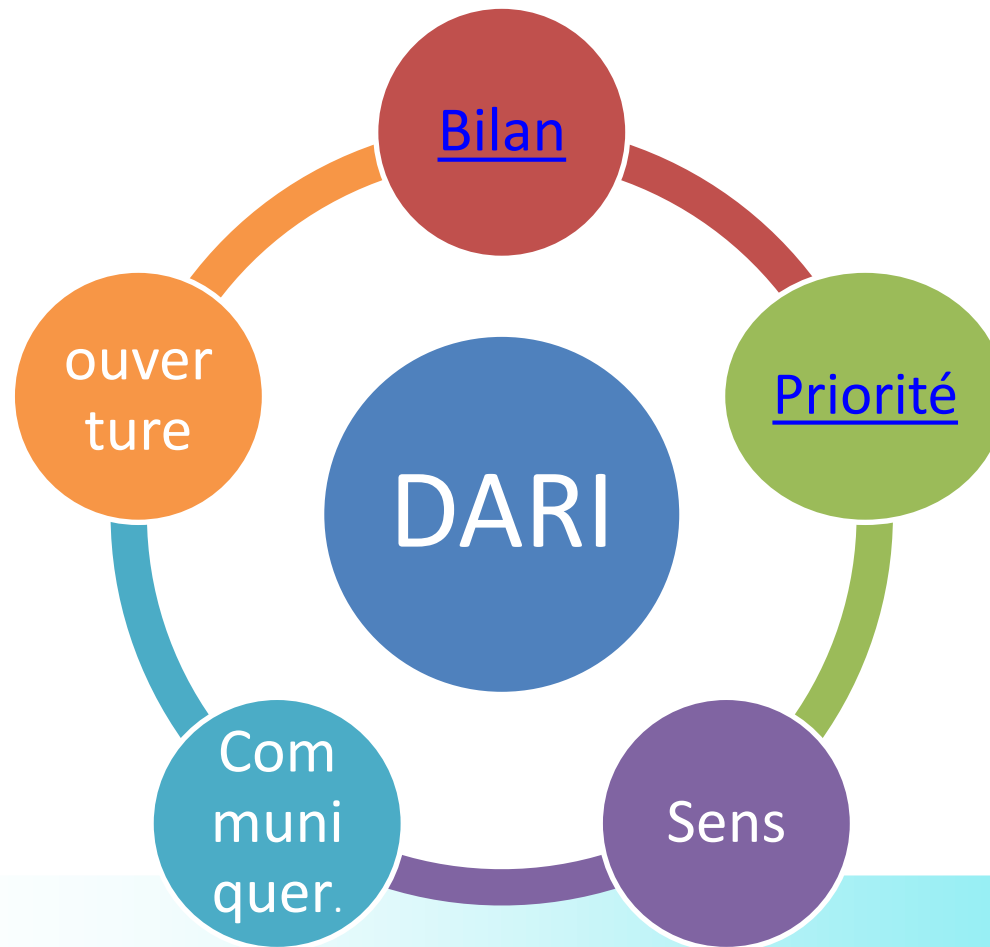 Bilan
Priorité
Sens
Com
muni
quer.
ouver
ture
DARI